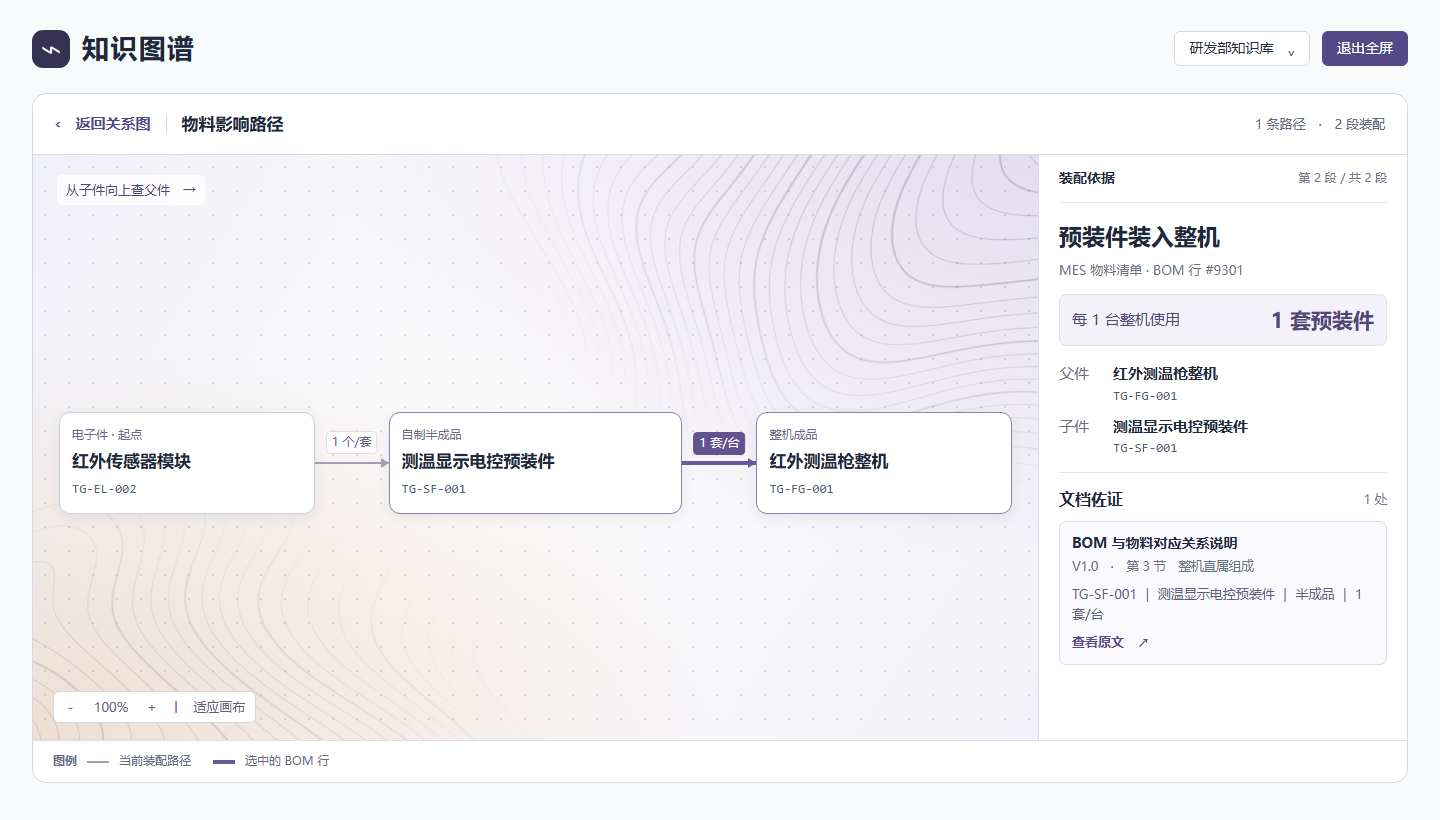 知识图谱
研发部知识库
退出全屏
‹ 返回关系图
物料影响路径
1 条路径 · 2 段装配
从子件向上查父件 →
电子件 · 起点
红外传感器模块
TG-EL-002
1 个/套
自制半成品
测温显示电控预装件
TG-SF-001
1 套/台
整机成品
红外测温枪整机
TG-FG-001
- 100% + | 适应画布
图例 当前装配路径 选中的 BOM 行
装配依据
第 2 段 / 共 2 段
预装件装入整机
MES 物料清单 · BOM 行 #9301
每 1 台整机使用
1 套预装件
父件 红外测温枪整机
TG-FG-001
子件 测温显示电控预装件
TG-SF-001
文档佐证
1 处
BOM 与物料对应关系说明
V1.0 · 第 3 节 整机直属组成
TG-SF-001 | 测温显示电控预装件 | 半成品 | 1
套/台
查看原文 ↗